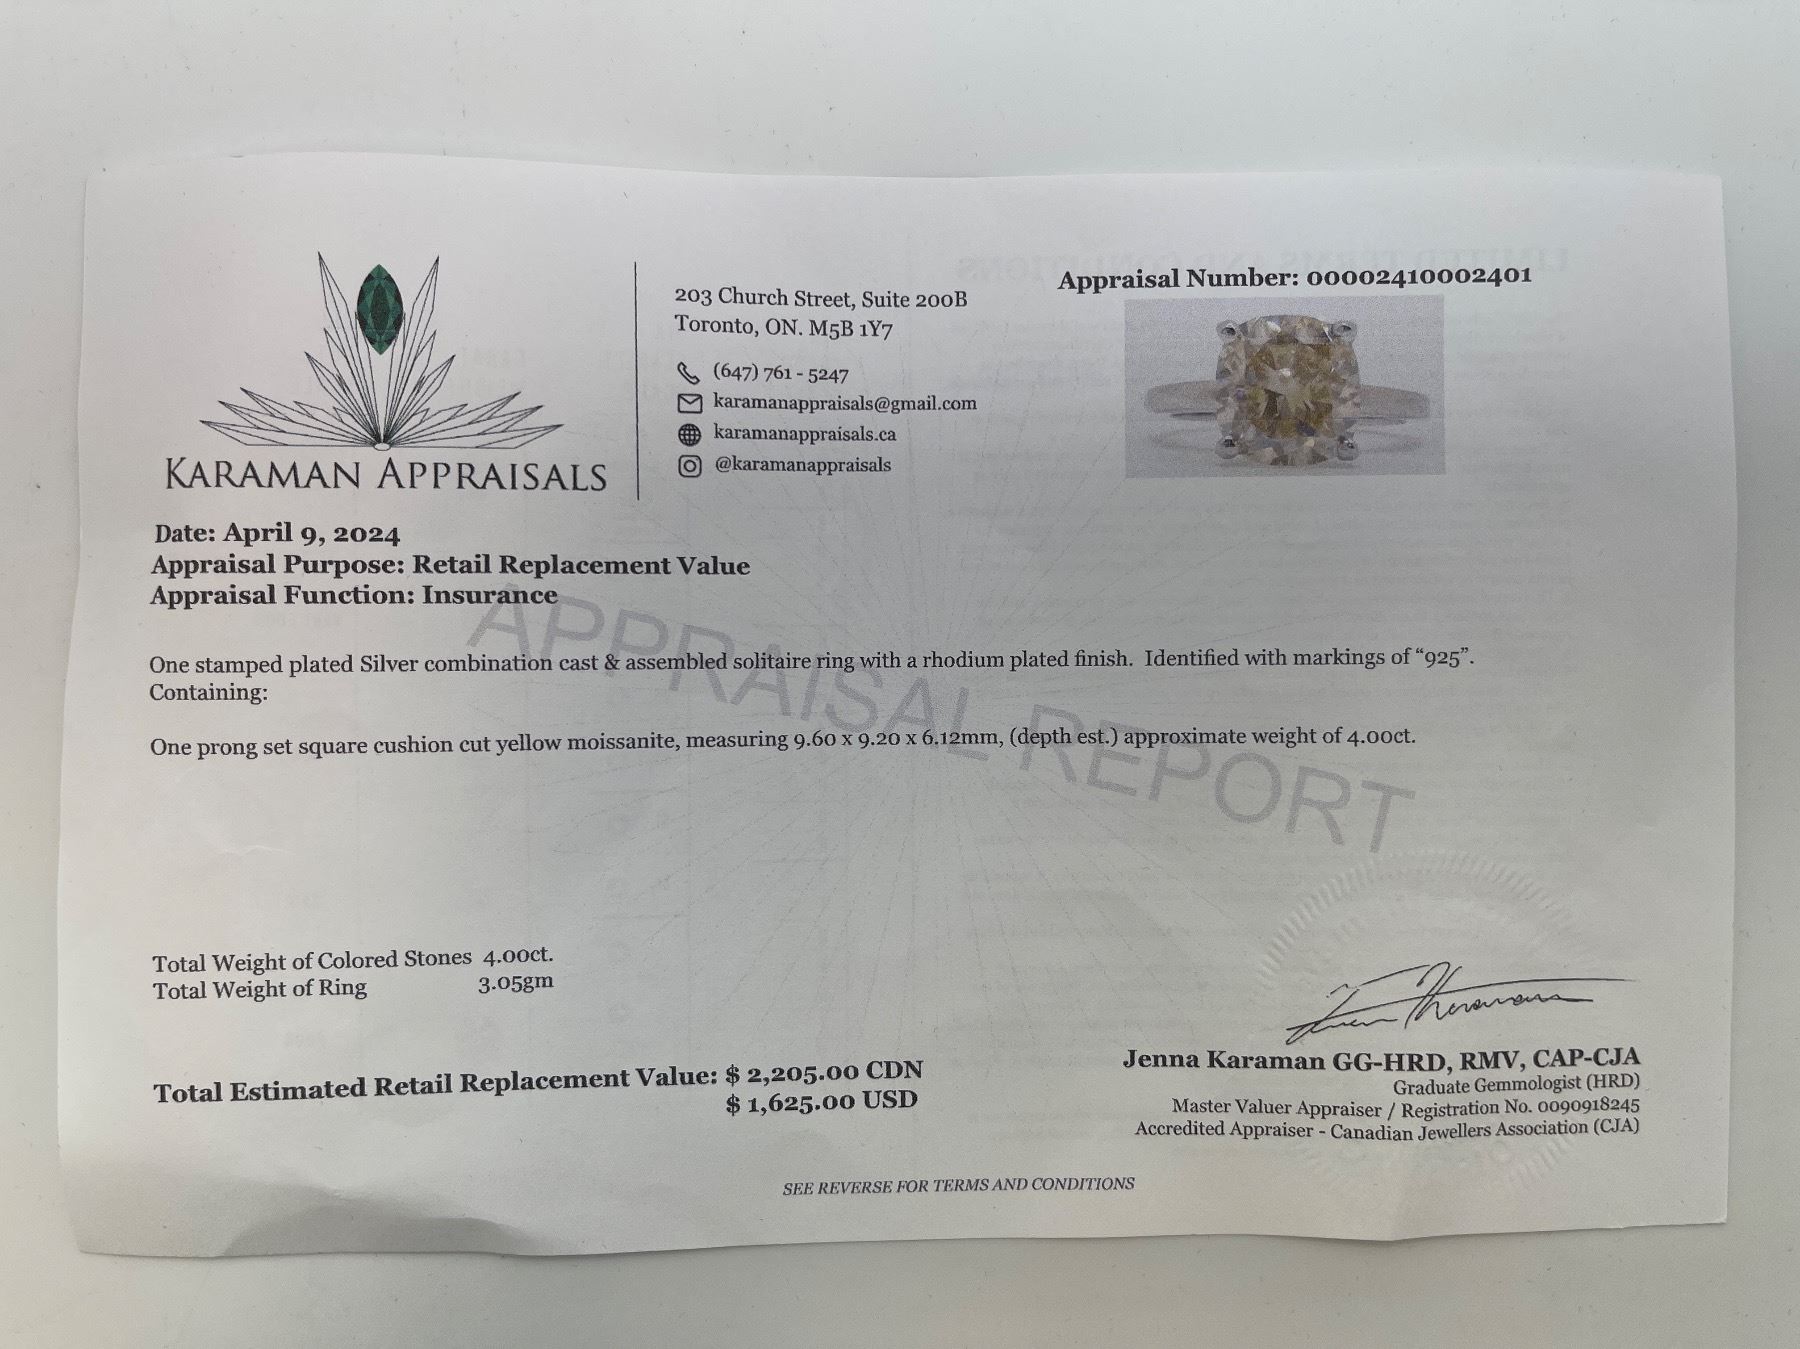 KARAMAN APPRAISALS
203 Church Street, Suite 200B
Toronto, ON. M5B 1Y7
(647) 761 - 5247
karamanappraisals@gmail.com
karamanappraisals.ca
@karamanappraisals
Appraisal Number: 00002410002401
Date: April 9, 2024
Appraisal Purpose: Retail Replacement Value
Appraisal Function: Insurance
APPRAISAL REPORT
One stamped plated Silver combination cast & assembled solitaire ring with a rhodium plated finish. Identified with markings of “925”.
Containing:
One prong set square cushion cut yellow moissanite, measuring 9.60 x 9.20 x 6.12mm, (depth est.) approximate weight of 4.00ct.
Total Weight of Colored Stones 4.00ct.
Total Weight of Ring 3.05gm
Total Estimated Retail Replacement Value: $ 2,205.00 CDN
$ 1,625.00 USD
Jenna Karaman GG-HRD, RMV, CAP-CJA
Graduate Gemmologist (HRD)
Master Valuer Appraiser / Registration No. 0090918245
Accredited Appraiser - Canadian Jewellers Association (CJA)
SEE REVERSE FOR TERMS AND CONDITIONS